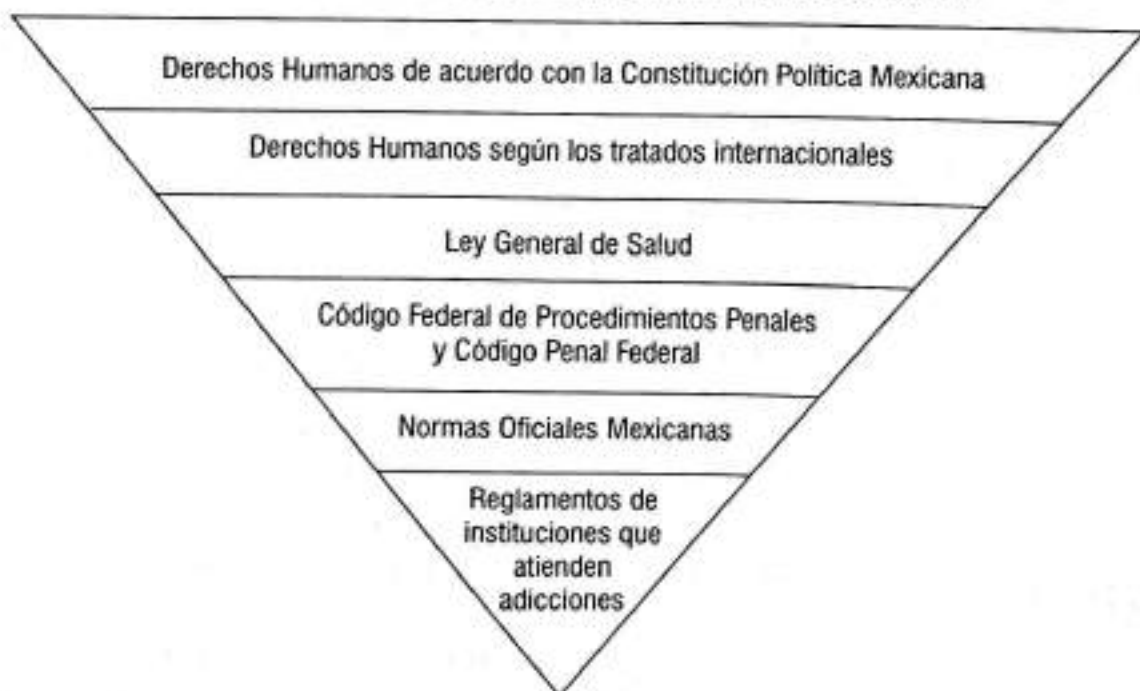 Derechos Humanos de acuerdo con la Constitución Política Mexicana
Derechos Humanos según los tratados internacionales
Ley General de Salud
Código Federal de Procedimientos Penales
y Código Penal Federal
Normas Oficiales Mexicanas
Reglamentos de
instituciones que
atienden
adicciones